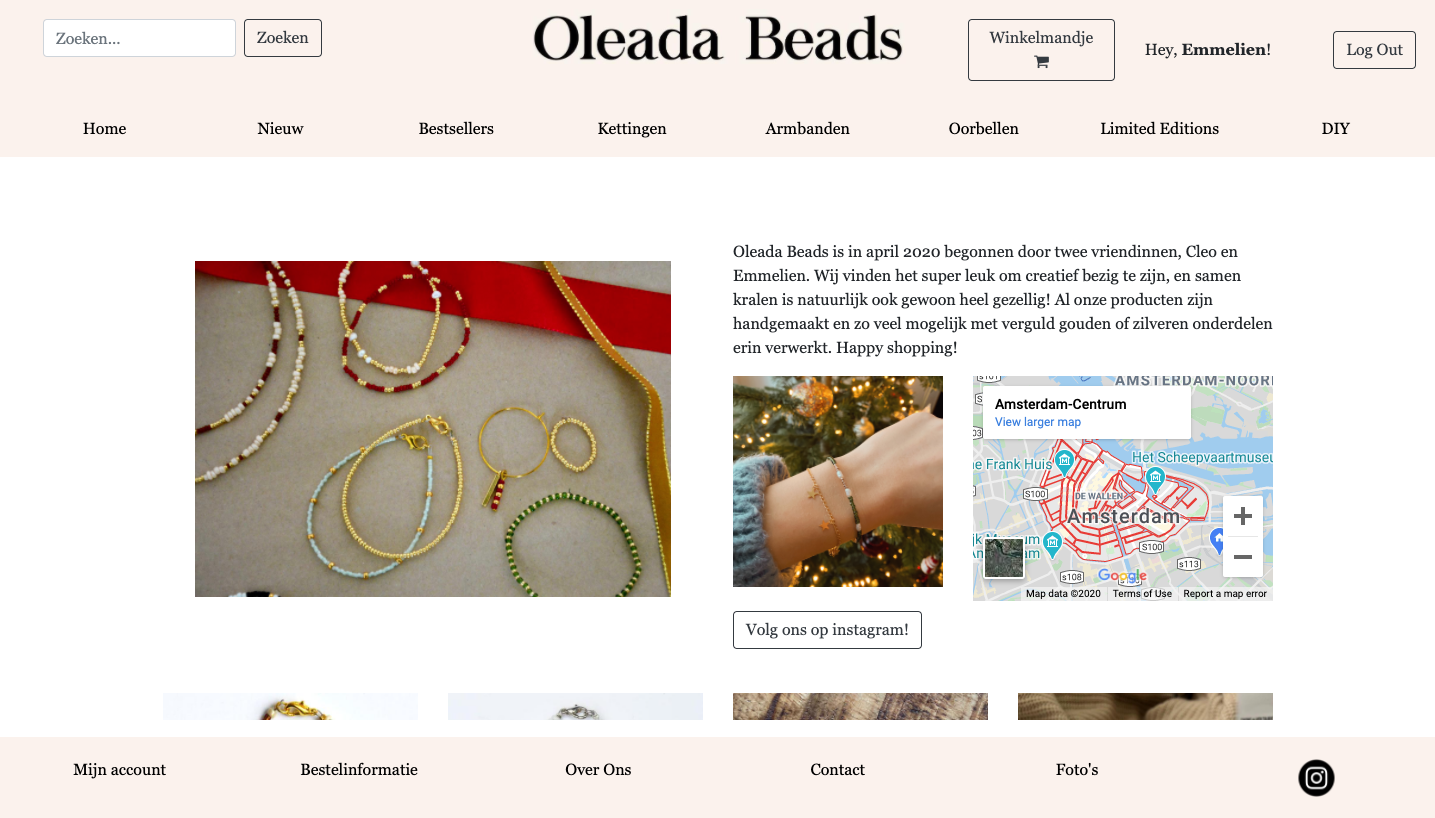 Zoeken...
Zoeken
Oleada Beads
Winkelmandje
Hey, Emmelien!
Log Out
Home
Nieuw
Bestsellers
Kettingen
Armbanden
Oorbellen
Limited Editions
DIY
Oleada Beads is in april 2020 begonnen door twee vriendinnen, Cleo en
Emmelien. Wij vinden het super leuk om creatief bezig te zijn, en samen
kralen is natuurlijk ook gewoon heel gezellig! Al onze producten zijn
handgemaakt en zo veel mogelijk met verguld gouden of zilveren onderdelen
erin verwerkt. Happy shopping!
s101
AMSTERDAM-NOOR
Amsterdam-Centrum
View larger map
Frank Huis
Het Scheepvaartmuseu
S100
DE WALLEN
Amsterdam
Museum
Am
S100
s113
s108
Google
Map data ©2020
Terms of Use
Report a map error
Volg ons op instagram!
Mijn account
Bestelinformatie
Over Ons
Contact
Foto's